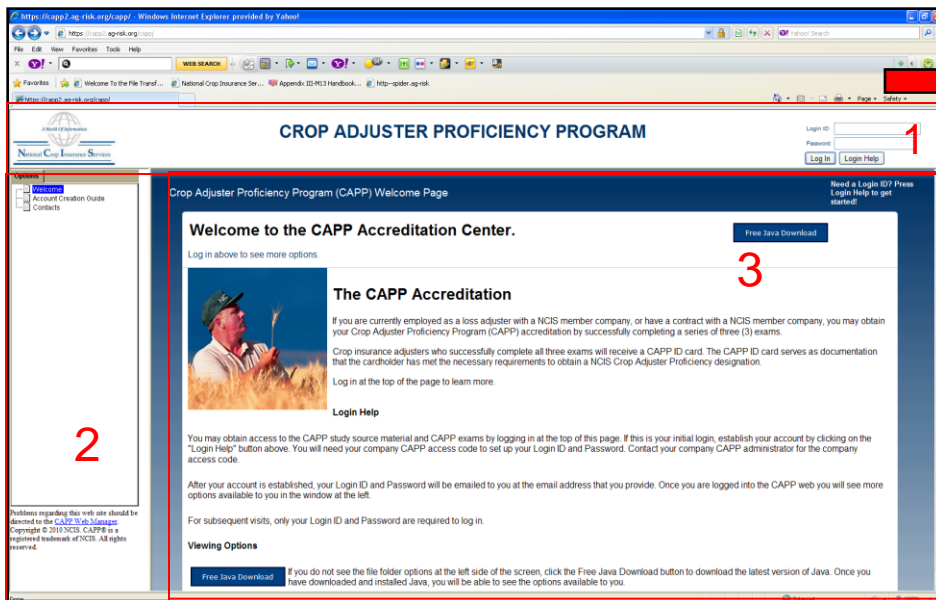 https://capp2.ag-risk.org/capp/ - Windows Internet Explorer provided by Yahoo!
https://capp2.ag-risk.org/capp/
Yahoo! Search
File Edit View Favorites Tools Help
WEB SEARCH
Favorites Welcome To the File Transf... National Crop Insurance Ser... Appendix III-M13 Handbook... http--spider.ag-risk
https://capp2.ag-risk.org/capp/
Page Safety
A World Of Information
National Crop Insurance Services
CROP ADJUSTER PROFICIENCY PROGRAM
Login ID:
Password:
Log In Login Help
1
Options
Welcome
Account Creation Guide
Contacts
2
Problems regarding this web site should be
directed to the CAPP Web Manager.
Copyright © 2010 NCIS. CAPP® is a
registered trademark of NCIS. All rights
reserved.
Crop Adjuster Proficiency Program (CAPP) Welcome Page
Need a Login ID? Press
Login Help to get
started!
Welcome to the CAPP Accreditation Center.
Free Java Download
Log in above to see more options.
3
The CAPP Accreditation
If you are currently employed as a loss adjuster with a NCIS member company, or have a contract with a NCIS member company, you may obtain
your Crop Adjuster Proficiency Program (CAPP) accreditation by successfully completing a series of three (3) exams.
Crop insurance adjusters who successfully complete all three exams will receive a CAPP ID card. The CAPP ID card serves as documentation
that the cardholder has met the necessary requirements to obtain a NCIS Crop Adjuster Proficiency designation.
Log in at the top of the page to learn more.
Login Help
You may obtain access to the CAPP study source material and CAPP exams by logging in at the top of this page. If this is your initial login, establish your account by clicking on the
"Login Help" button above. You will need your company CAPP access code to set up your Login ID and Password. Contact your company CAPP administrator for the company
access code.
After your account is established, your Login ID and Password will be emailed to you at the email address that you provide. Once you are logged into the CAPP web you will see more
options available to you in the window at the left.
For subsequent visits, only your Login ID and Password are required to log in.
Viewing Options
Free Java Download
If you do not see the file folder options at the left side of the screen, click the Free Java Download button to download the latest version of Java. Once you
have downloaded and installed Java, you will be able to see the options available to you.
Done